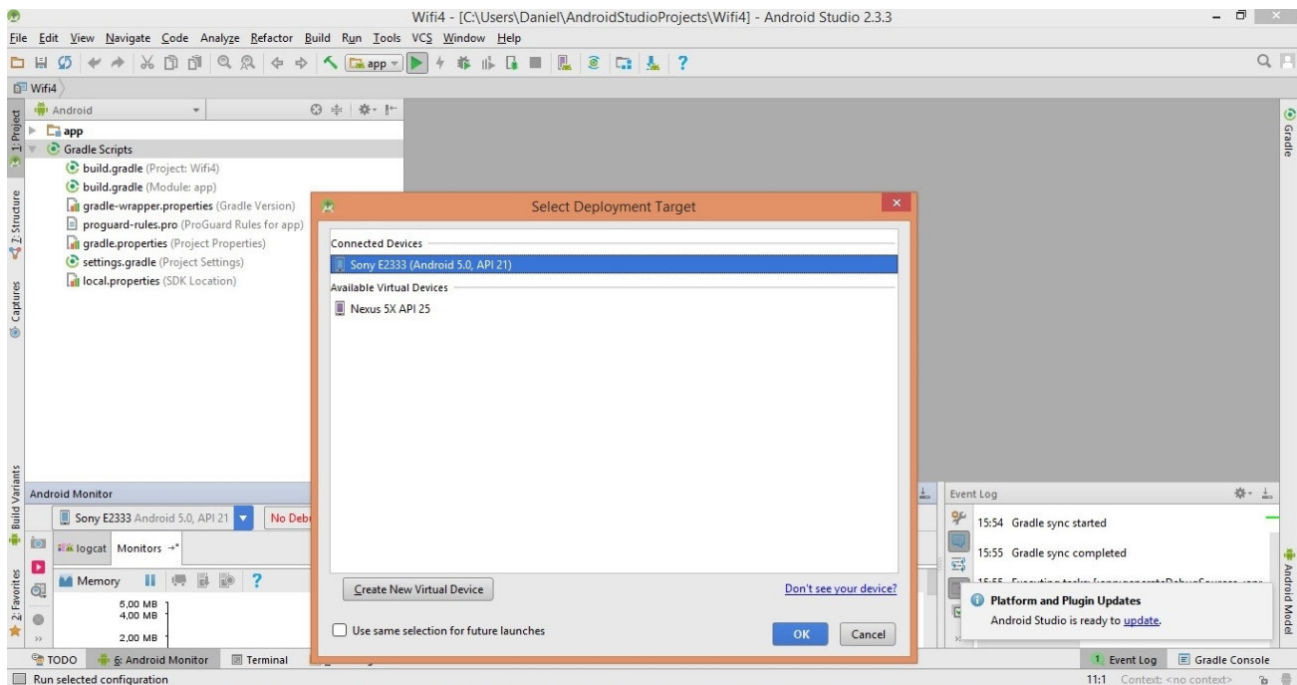 Wifi4 - [C:\Users\Daniel\AndroidStudioProjects\Wifi4] - Android Studio 2.3.3
File Edit View Navigate Code Analyze Refactor Build Run Tools VCS Window Help
app
Wifi4
Android
1: Project
Z: Structure
Captures
Build Variants
2: Favorites
app
Gradle Scripts
build.gradle (Project: Wifi4)
build.gradle (Module: app)
gradle-wrapper.properties (Gradle Version)
proguard-rules.pro (ProGuard Rules for app)
gradle.properties (Project Properties)
settings.gradle (Project Settings)
local.properties (SDK Location)
Select Deployment Target
Connected Devices
Sony E2333 (Android 5.0, API 21)
Available Virtual Devices
Nexus 5X API 25
Create New Virtual Device
Don't see your device?
Use same selection for future launches
OK Cancel
Gradle
Android Model
Android Monitor
Sony E2333 Android 5.0, API 21
No Deb
logcat Monitors
Memory
5,00 MB
4,00 MB
2,00 MB
Event Log
15:54 Gradle sync started
15:55 Gradle sync completed
Platform and Plugin Updates
Android Studio is ready to update.
TODO 6: Android Monitor Terminal
1 Event Log Gradle Console
Run selected configuration
11:1 Context: <no context>